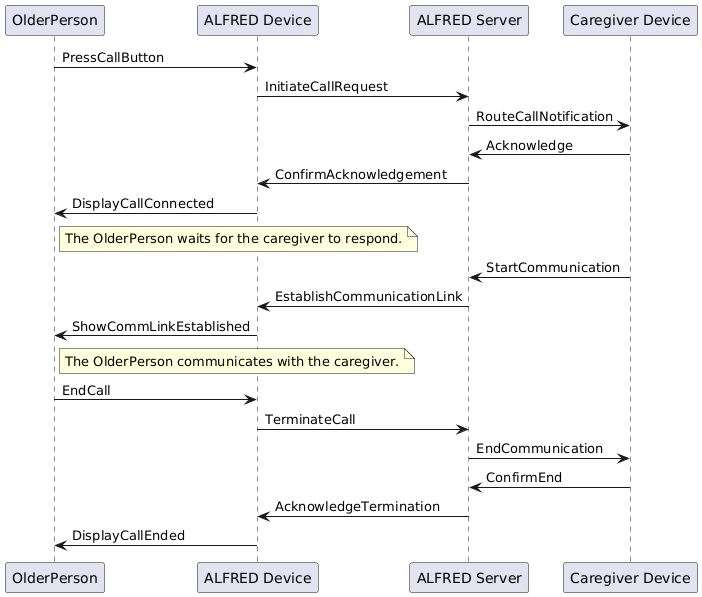 OlderPerson
ALFRED Device
ALFRED Server
Caregiver Device
PressCallButton
InitiateCallRequest
RouteCallNotification
Acknowledge
ConfirmAcknowledgement
DisplayCallConnected
The OlderPerson waits for the caregiver to respond.
StartCommunication
EstablishCommunicationLink
ShowCommLinkEstablished
The OlderPerson communicates with the caregiver.
EndCall
TerminateCall
EndCommunication
ConfirmEnd
AcknowledgeTermination
DisplayCallEnded
OlderPerson
ALFRED Device
ALFRED Server
Caregiver Device